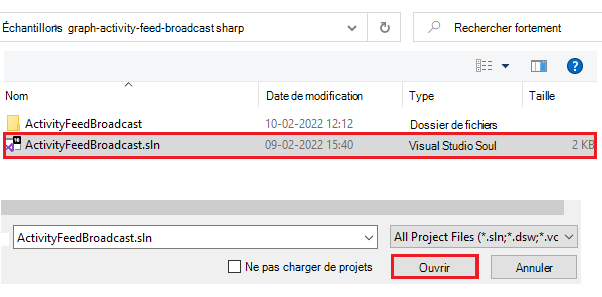 Échantillons graph-activity-feed-broadcast sharp
Rechercher fortement
Nom Date de modification Type Taille
ActivityFeedBroadcast 10-02-2022 12:12 Dossier de fichiers
ActivityFeedBroadcast.sln 09-02-2022 15:40 Visual Studio Soul 2 KB
ActivityFeedBroadcast.sln All Project Files (*.sln;*.dsw;*.vc
Ne pas charger de projets Ouvrir Annuler